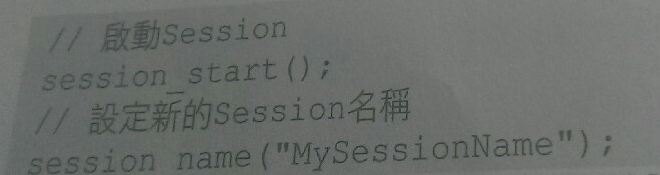 // 啟動Session
session_start();
// 設定新的Session名稱
session_name("MySessionName");